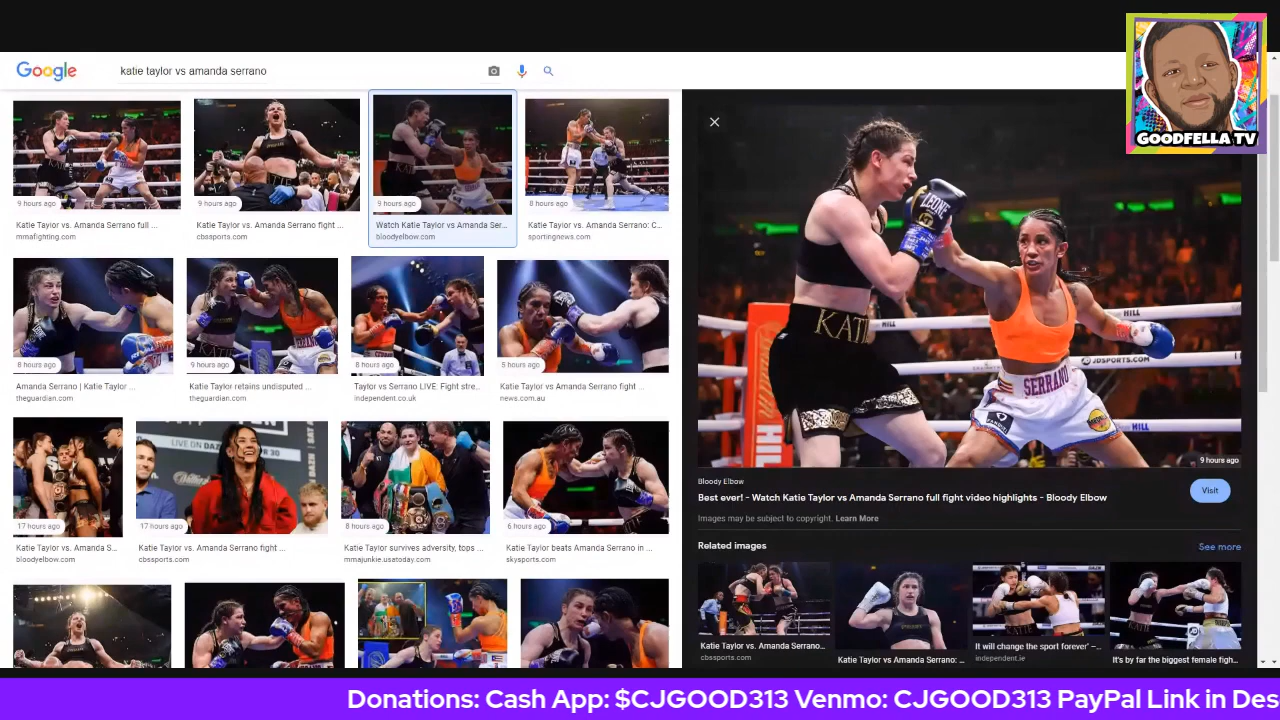 GOODFELLA TV
Google
katie taylor vs amanda serrano
9 hours ago
Katie Taylor vs. Amanda Serrano full ...
mmafighting.com
9 hours ago
Katie Taylor vs. Amanda Serrano fight ...
cbssports.com
9 hours ago
Watch Katie Taylor vs Amanda Ser...
bloodyelbow.com
8 hours ago
Katie Taylor vs. Amanda Serrano: C...
sportingnews.com
8 hours ago
Amanda Serrano | Katie Taylor ...
theguardian.com
9 hours ago
Katie Taylor retains undisputed ...
theguardian.com
8 hours ago
Taylor vs Serrano LIVE: Fight stre...
independent.co.uk
5 hours ago
Katie Taylor vs Amanda Serrano fight ...
news.com.au
17 hours ago
Katie Taylor vs. Amanda S...
bloodyelbow.com
LIVE ON DAZN
17 hours ago
Katie Taylor vs. Amanda Serrano fight ...
cbssports.com
8 hours ago
Katie Taylor survives adversity, tops ...
mmajunkie.usatoday.com
6 hours ago
Katie Taylor beats Amanda Serrano in ...
skysports.com
LEONE
KATI
HILL
HILL
JDSPORTS.COM
SERRANO
HILL
9 hours ago
Bloody Elbow
Best ever! - Watch Katie Taylor vs Amanda Serrano full fight video highlights - Bloody Elbow
Visit
Images may be subject to copyright. Learn More
Related images
See more
Katie Taylor vs. Amanda Serrano...
cbssports.com
Katie Taylor vs. Amanda Serrano: ...
It will change the sport forever' –...
independent.ie
It's by far the biggest female figh...
Donations: Cash App: $CJGOOD313 Venmo: CJGOOD313 PayPal Link in Des